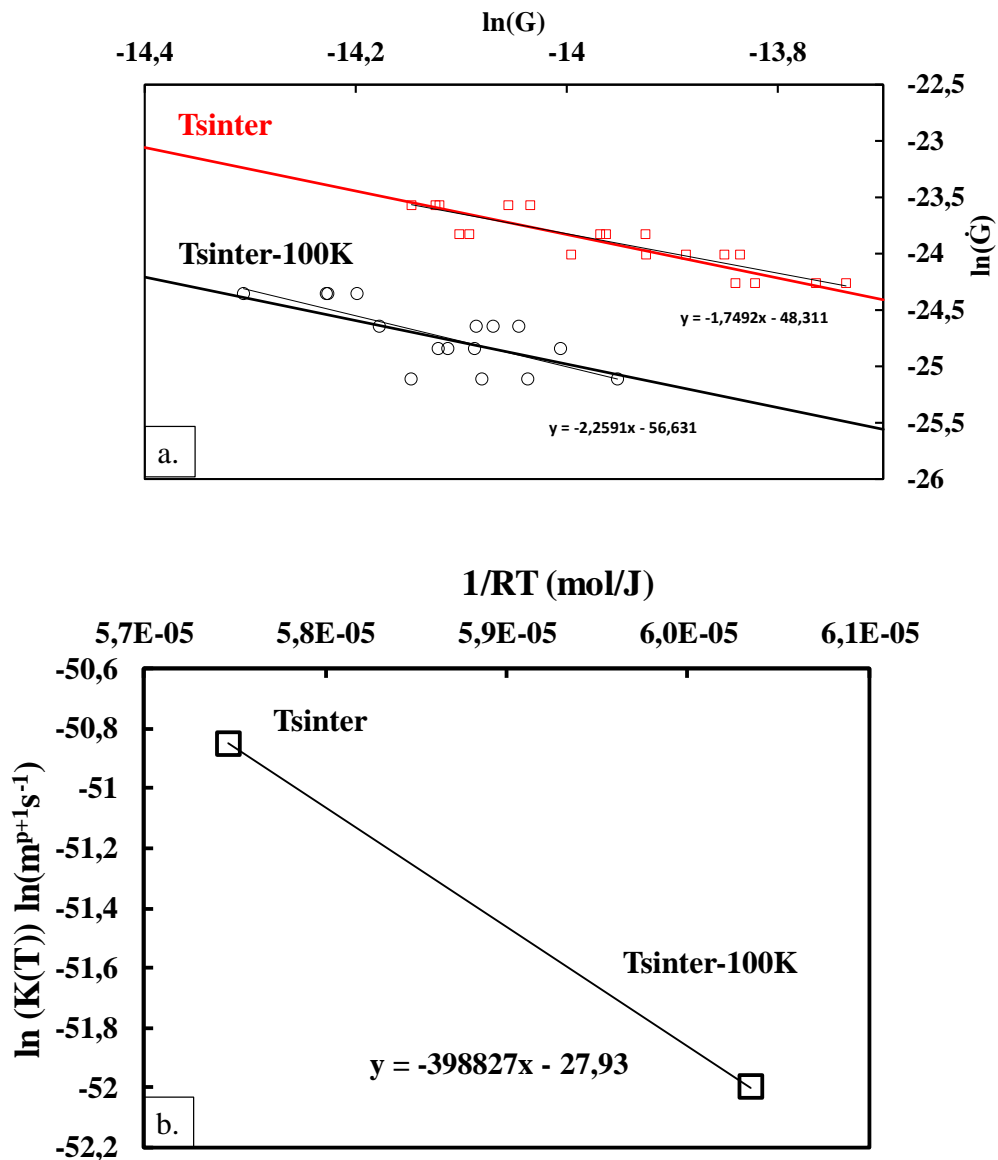 ln(G)
-14,4 -14,2 -14 -13,8
-22,5
Tsinter
-23
-23,5
ln(Ġ)
Tsinter-100K
-24
-24,5
y = -1,7492x - 48,311
-25
y = -2,2591x - 56,631
-25,5
a.
-26
1/RT (mol/J)
5,7E-05 5,8E-05 5,9E-05 6,0E-05 6,1E-05
-50,6
Tsinter
-50,8
-51
-51,2
ln (K(T)) ln(mᵖ⁺¹s⁻¹)
-51,4
-51,6
Tsinter-100K
-51,8
y = -398827x - 27,93
-52
b.
-52,2